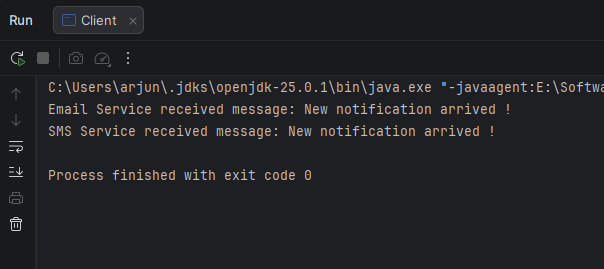 Run Client
C:\Users\arjun\.jdks\openjdk-25.0.1\bin\java.exe "-javaagent:E:\Softwa
Email Service received message: New notification arrived !
SMS Service received message: New notification arrived !
Process finished with exit code 0